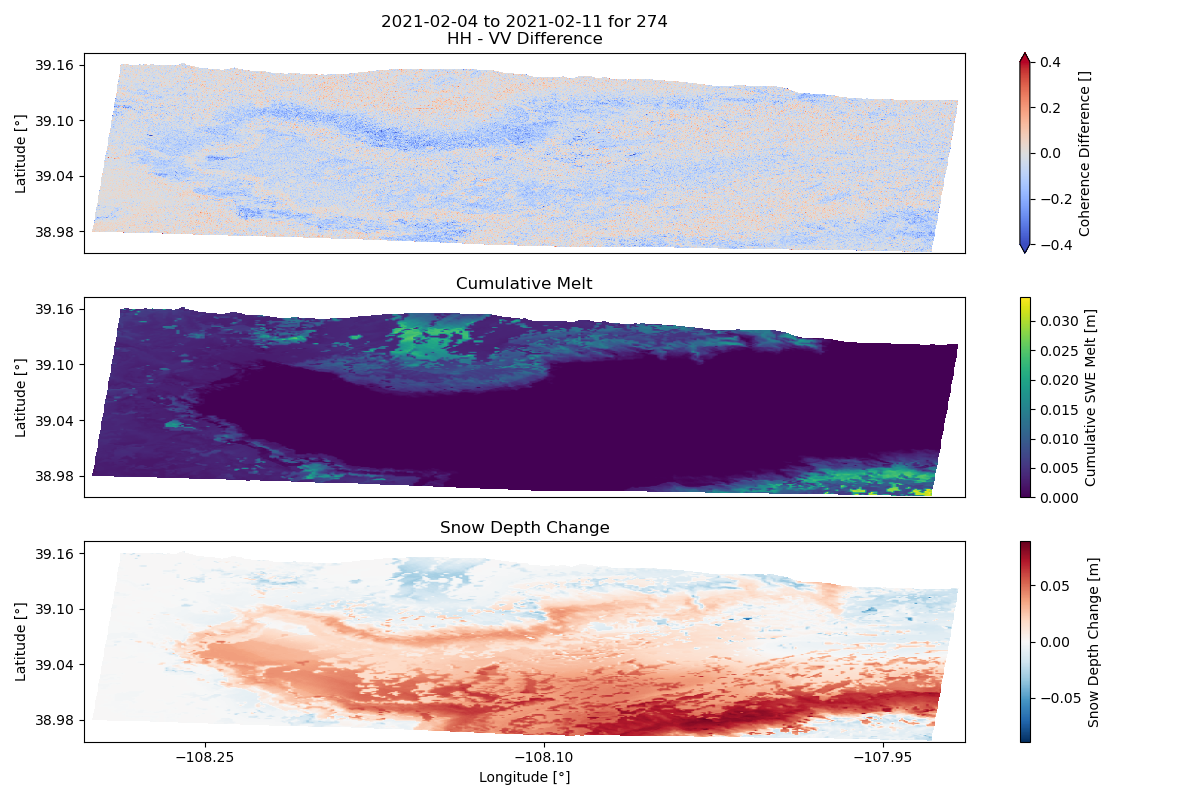 2021-02-04 to 2021-02-11 for 274
HH - VV Difference
39.16
39.10
39.04
38.98
Latitude [°]
0.4
0.2
0.0
−0.2
−0.4
Coherence Difference []
Cumulative Melt
39.16
39.10
39.04
38.98
Latitude [°]
0.030
0.025
0.020
0.015
0.010
0.005
0.000
Cumulative SWE Melt [m]
Snow Depth Change
39.16
39.10
39.04
38.98
Latitude [°]
0.05
0.00
−0.05
Snow Depth Change [m]
−108.25
−108.10
−107.95
Longitude [°]